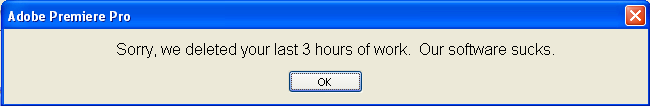 Adobe Premiere Pro
Sorry, we deleted your last 3 hours of work.  Our software sucks.
OK